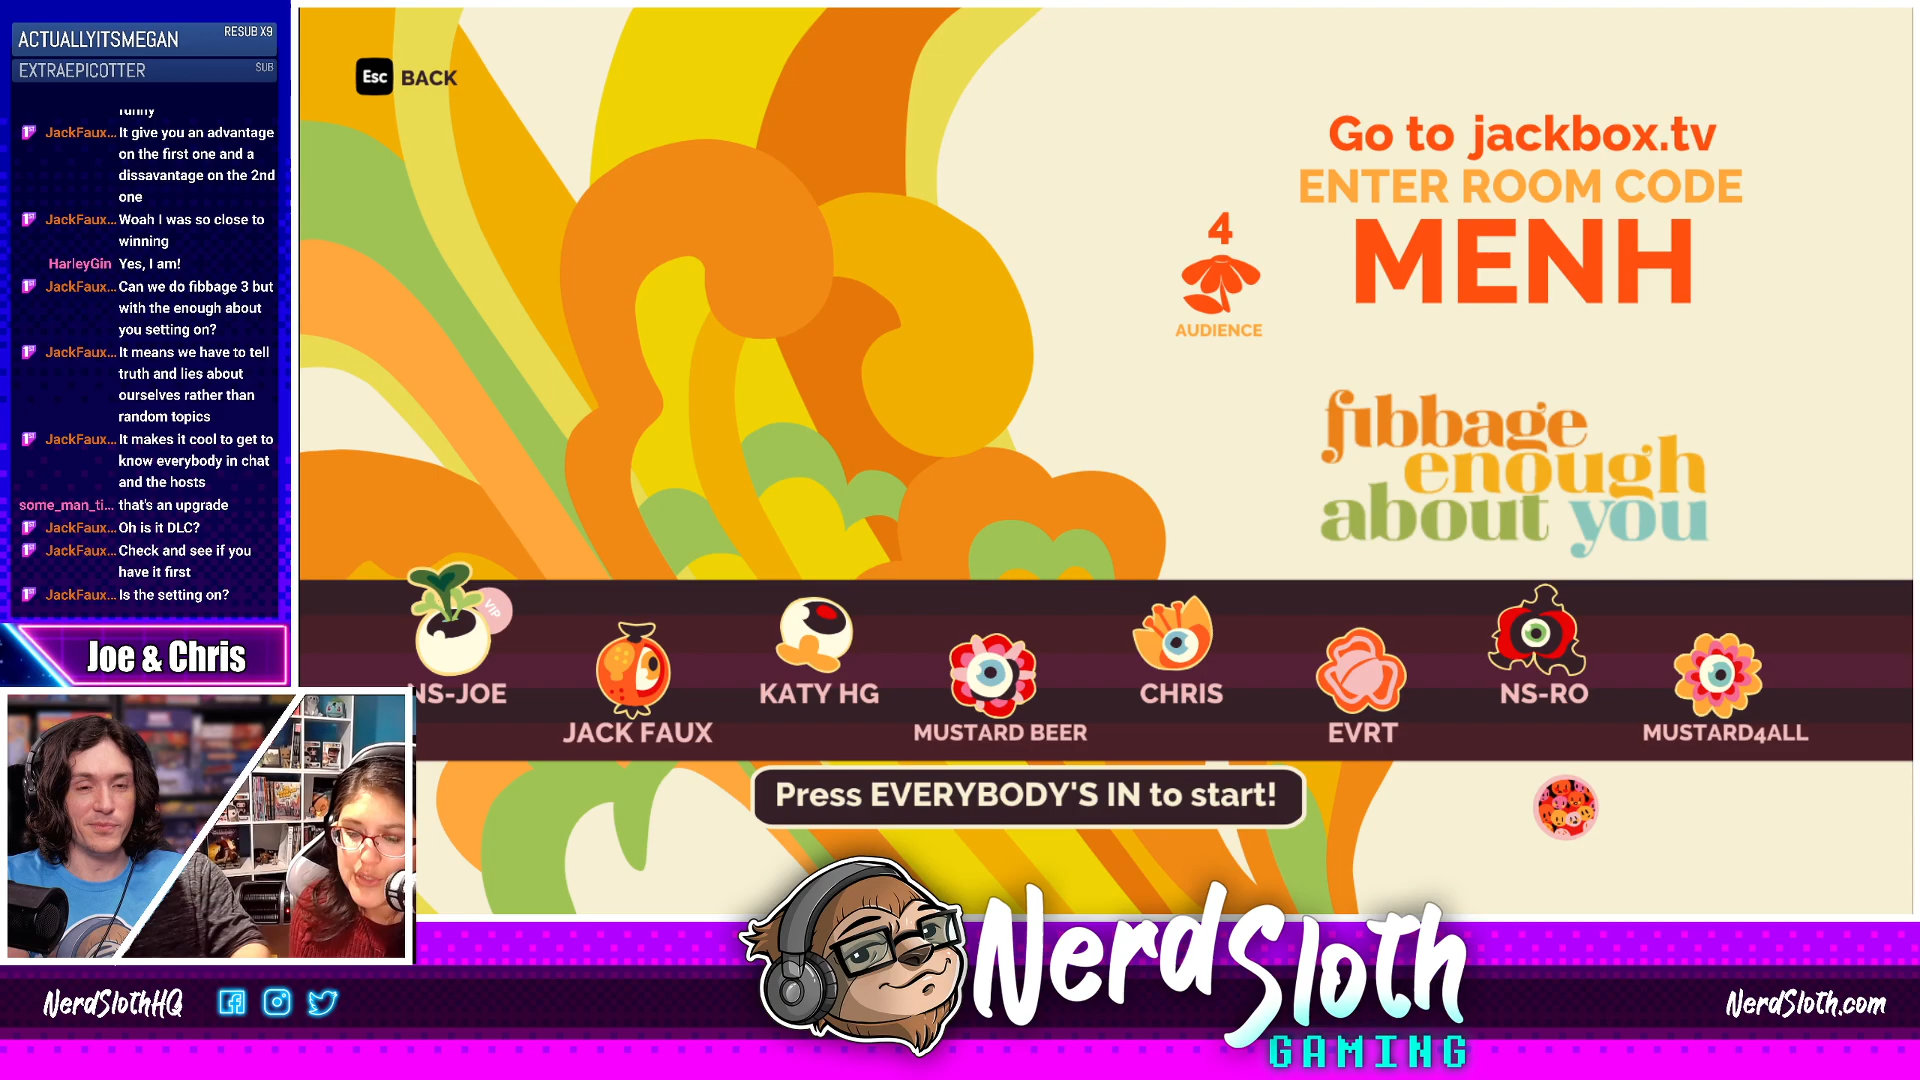 ACTUALLYITSMEGAN RESUB X9
EXTRAEPICOTTER SUB
funny
JackFaux... It give you an advantage
on the first one and a
dissavantage on the 2nd
one
JackFaux... Woah I was so close to
winning
HarleyGin Yes, I am!
JackFaux... Can we do fibbage 3 but
with the enough about
you setting on?
JackFaux... It means we have to tell
truth and lies about
ourselves rather than
random topics
JackFaux... It makes it cool to get to
know everybody in chat
and the hosts
some_man_ti... that's an upgrade
JackFaux... Oh is it DLC?
JackFaux... Check and see if you
have it first
JackFaux... Is the setting on?
Joe & Chris
Esc BACK
Go to jackbox.tv
ENTER ROOM CODE
MENH
4
AUDIENCE
fibbage
enough
about you
VIP
NS-JOE
JACK FAUX
KATY HG
MUSTARD BEER
CHRIS
EVRT
NS-RO
MUSTARD4ALL
Press EVERYBODY'S IN to start!
NerdSloth
GAMING
NerdSlothHQ
NerdSloth.com